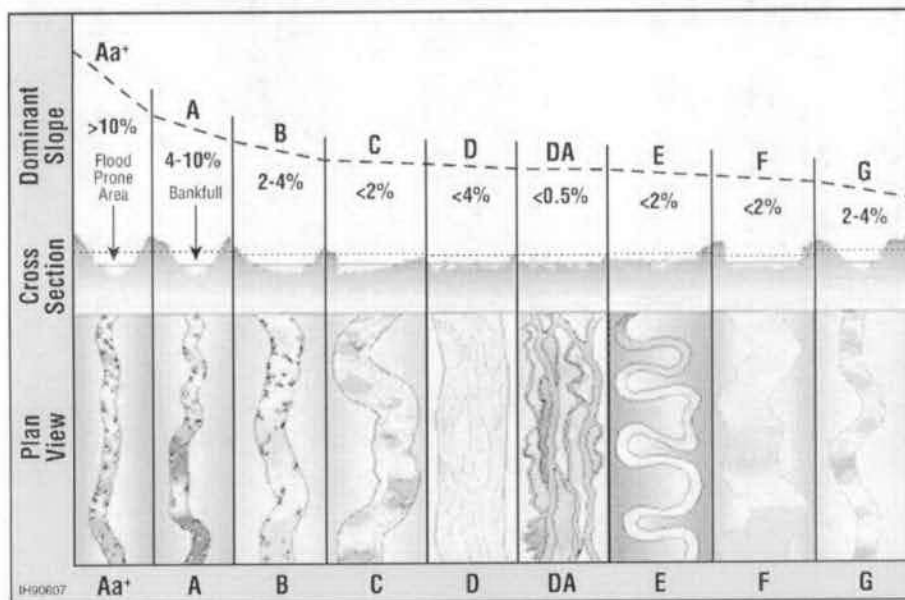 Dominant
Slope
Aa+
>10%
Flood
Prone
Area
A
4-10%
Bankfull
B
2-4%
C
<2%
D
<4%
DA
<0.5%
E
<2%
F
<2%
G
2-4%
Cross
Section
Plan
View
IH90607
Aa+ A B C D DA E F G